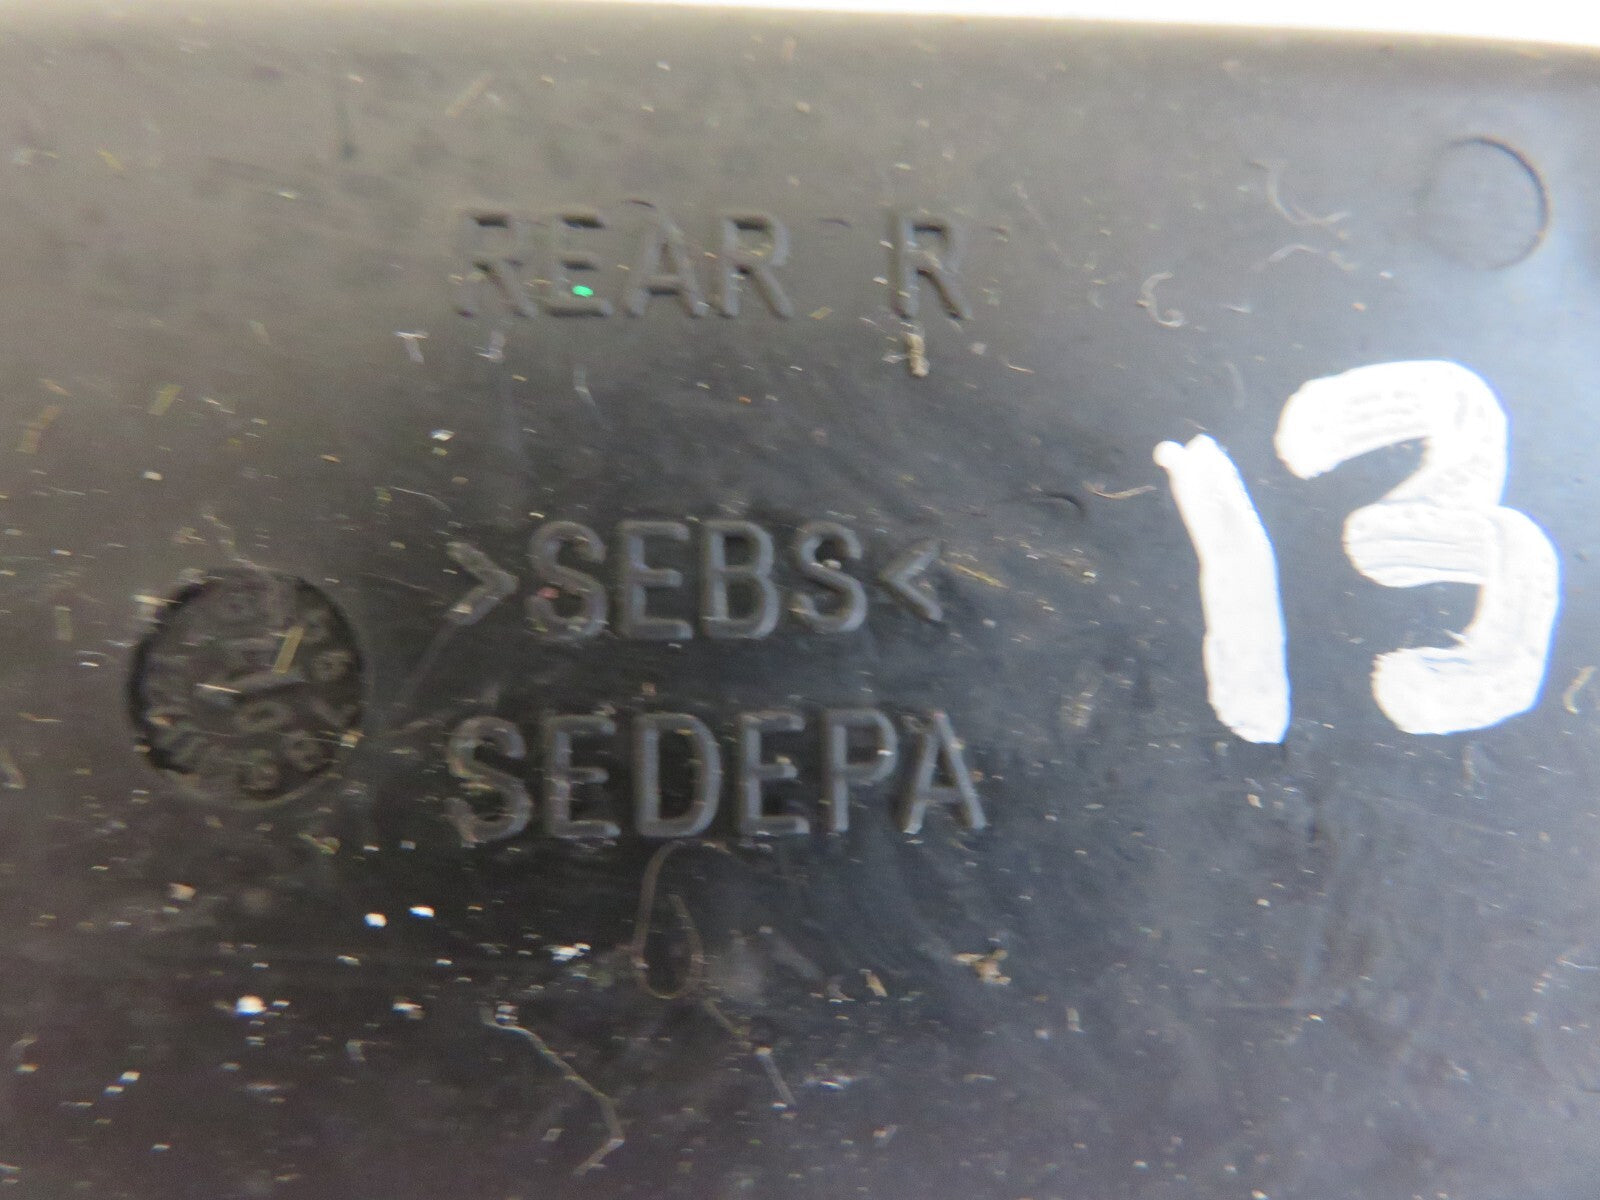 REAR R
13
>SEBS<
SEDEPA